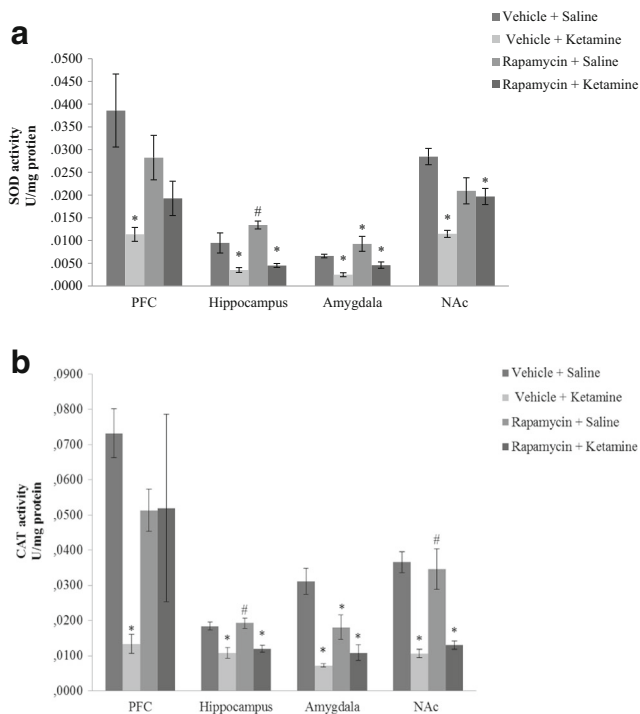 a
Vehicle + Saline
Vehicle + Ketamine
Rapamycin + Saline
Rapamycin + Ketamine
SOD activity
U/mg protien
.0500
.0450
.0400
.0350
.0300
.0250
.0200
.0150
.0100
.0050
.0000
*
*
#
*
*
*
*
*
*
PFC Hippocampus Amygdala NAc
b
Vehicle + Saline
Vehicle + Ketamine
Rapamycin + Saline
Rapamycin + Ketamine
CAT activity
U/mg protein
,0900
,0800
,0700
,0600
,0500
,0400
,0300
,0200
,0100
,0000
*
*
#
*
*
*
*
*
#
*
PFC Hippocampus Amygdala NAc